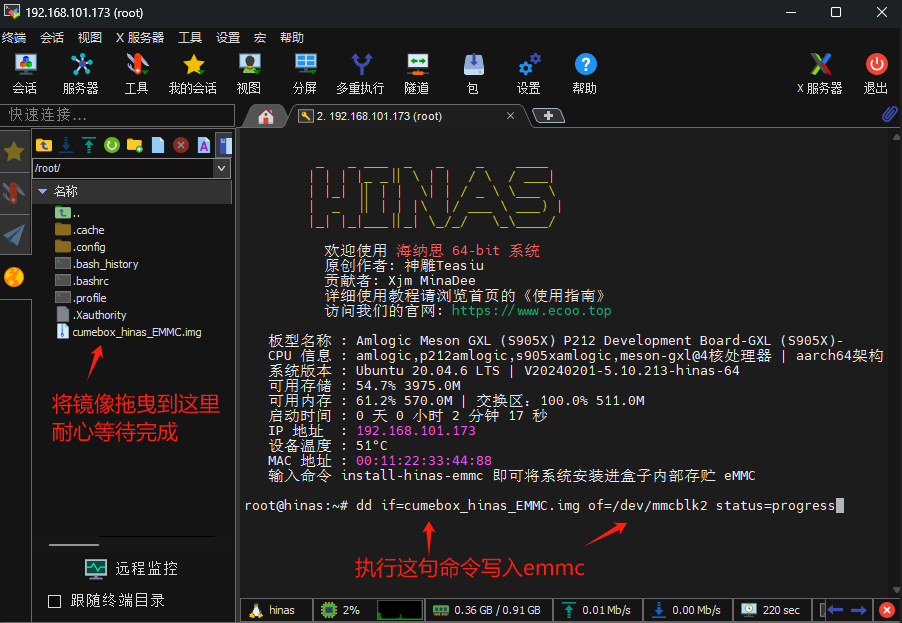 192.168.101.173 (root)
终端 会话 视图 X 服务器 工具 设置 宏 帮助
会话 服务器 工具 我的会话 视图 分屏 多重执行 隧道 包 设置 帮助 X 服务器 退出
快速连接...
2. 192.168.101.173 (root)
/root/
名称
..
.cache
.config
.bash_history
.bashrc
.profile
.Xauthority
cumebox_hinas_EMMC.img
将镜像拖曳到这里
耐心等待完成
远程监控
跟随终端目录
HINAS
欢迎使用 海纳思 64-bit 系统
原创作者: 神雕Teasiu
贡献者: Xjm MinaDee
详细使用教程请浏览首页的《使用指南》
访问我们的官网: https://www.ecoo.top
板型名称 : Amlogic Meson GXL (S905X) P212 Development Board-GXL (S905X)-
CPU 信息 : amlogic,p212amlogic,s905xamlogic,meson-gxl@4核处理器 | aarch64架构
系统版本 : Ubuntu 20.04.6 LTS | V20240201-5.10.213-hinas-64
可用存储 : 54.7% 3975.0M
可用内存 : 61.2% 570.0M | 交换区: 100.0% 511.0M
启动时间 : 0 天 0 小时 2 分钟 17 秒
IP 地址 : 192.168.101.173
设备温度 : 51°C
MAC 地址 : 00:11:22:33:44:88
输入命令 install-hinas-emmc 即可将系统安装进盒子内部存贮 eMMC
root@hinas:~# dd if=cumebox_hinas_EMMC.img of=/dev/mmcblk2 status=progress
执行这句命令写入emmc
hinas 2% 0.36 GB / 0.91 GB 0.01 Mb/s 0.00 Mb/s 220 sec